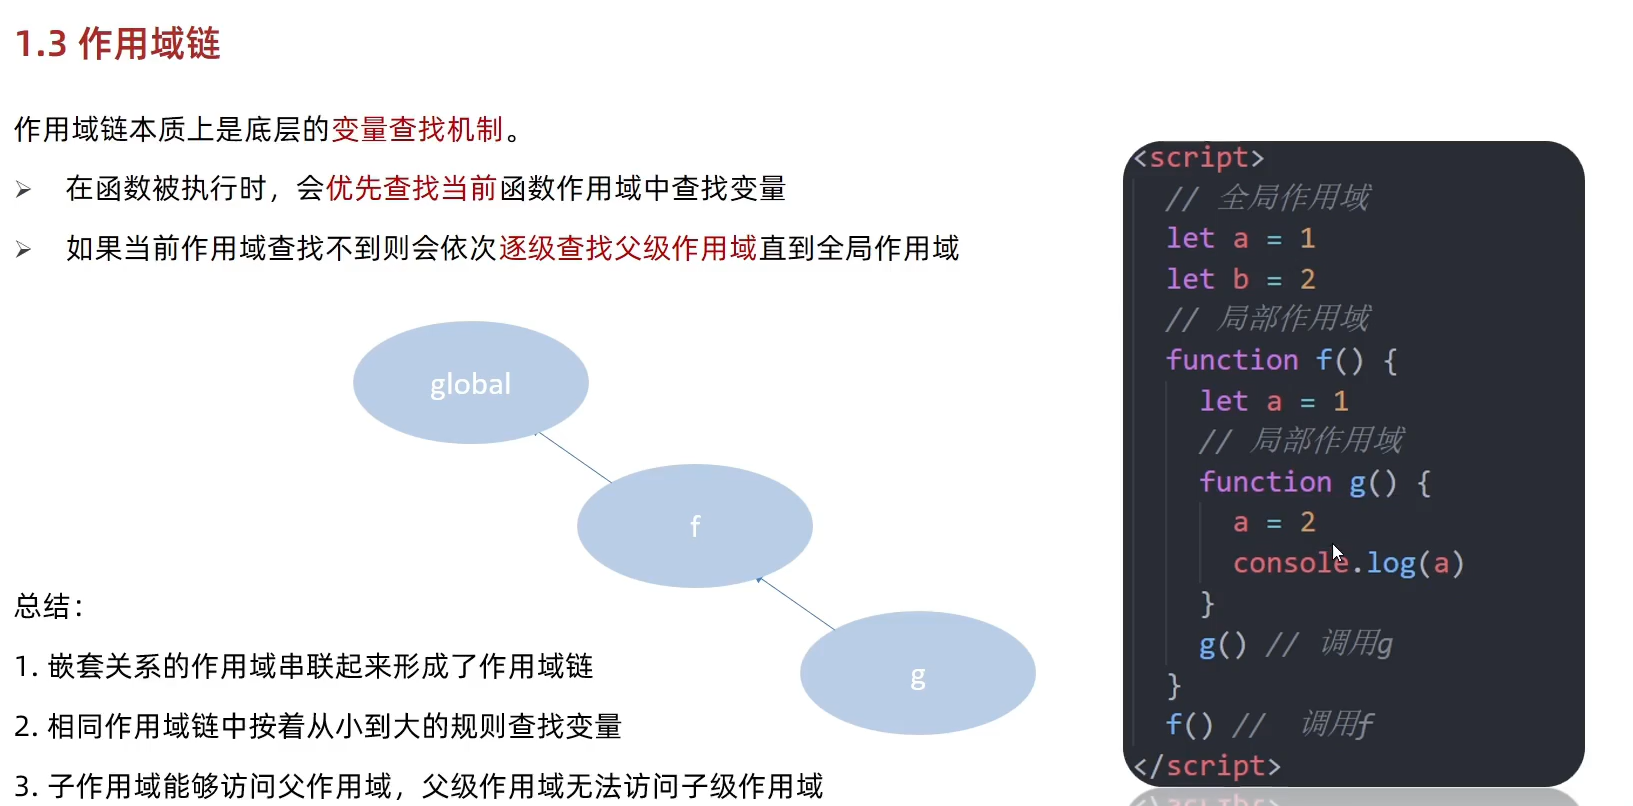 1.3 作用域链
作用域链本质上是底层的变量查找机制。
➢ 在函数被执行时，会优先查找当前函数作用域中查找变量
➢ 如果当前作用域查找不到则会依次逐级查找父级作用域直到全局作用域
global
f
g
总结：
1. 嵌套关系的作用域串联起来形成了作用域链
2. 相同作用域链中按着从小到大的规则查找变量
3. 子作用域能够访问父作用域，父级作用域无法访问子级作用域
<script>
// 全局作用域
let a = 1
let b = 2
// 局部作用域
function f() {
let a = 1
// 局部作用域
function g() {
a = 2
console.log(a)
}
g() // 调用g
}
f() // 调用f
</script>